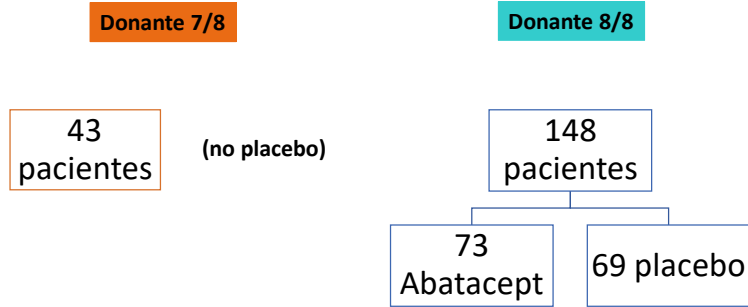 Donante 7/8
Donante 8/8
43
pacientes
(no placebo)
148
pacientes
73
Abatacept
69 placebo